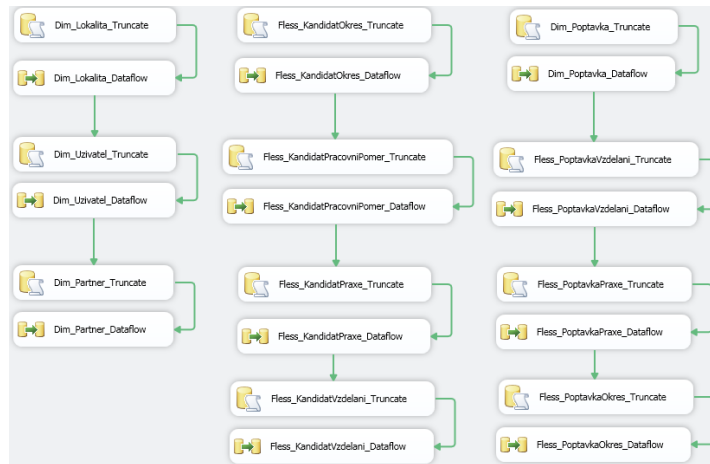 Dim_Lokalita_Truncate
Dim_Lokalita_Dataflow
Dim_Uzivatel_Truncate
Dim_Uzivatel_Dataflow
Dim_Partner_Truncate
Dim_Partner_Dataflow
Fless_KandidatOkres_Truncate
Fless_KandidatOkres_Dataflow
Fless_KandidatPracovniPomer_Truncate
Fless_KandidatPracovniPomer_Dataflow
Fless_KandidatPraxe_Truncate
Fless_KandidatPraxe_Dataflow
Fless_KandidatVzdelani_Truncate
Fless_KandidatVzdelani_Dataflow
Dim_Poptavka_Truncate
Dim_Poptavka_Dataflow
Fless_PoptavkaVzdelani_Truncate
Fless_PoptavkaVzdelani_Dataflow
Fless_PoptavkaPraxe_Truncate
Fless_PoptavkaPraxe_Dataflow
Fless_PoptavkaOkres_Truncate
Fless_PoptavkaOkres_Dataflow